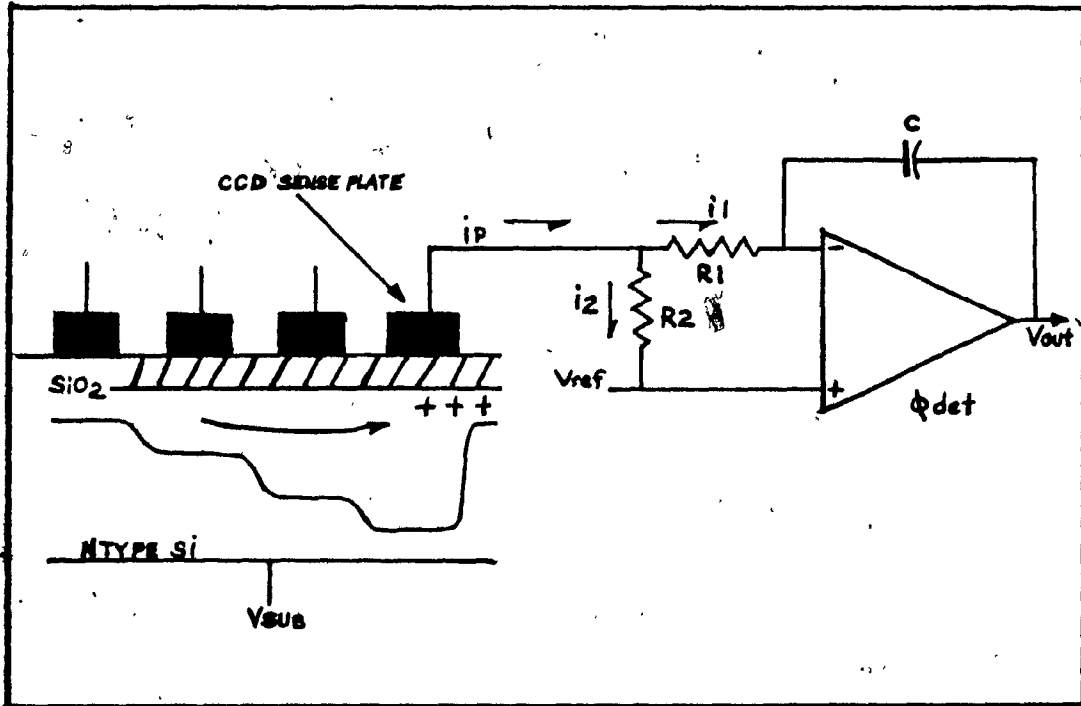 C
CCD SENSE PLATE
iP
i1
-
R1
i2
R2
Vout
SiO2
Vref
+
+ + +
φdet
NTYPE Si
VSUB